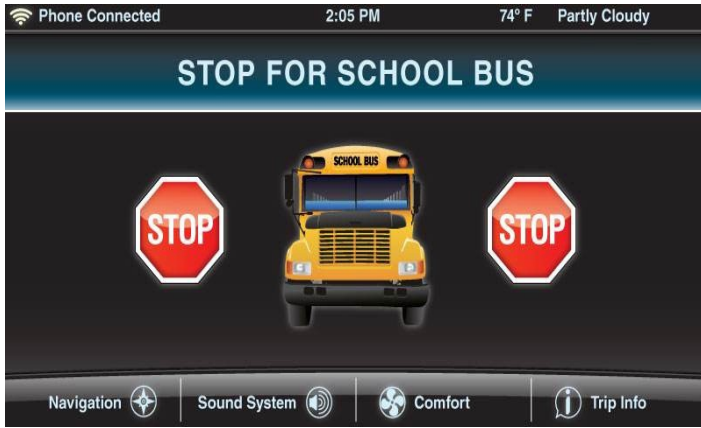 Phone Connected 2:05 PM 74° F Partly Cloudy
STOP FOR SCHOOL BUS
SCHOOL BUS
STOP STOP
Navigation Sound System Comfort Trip Info